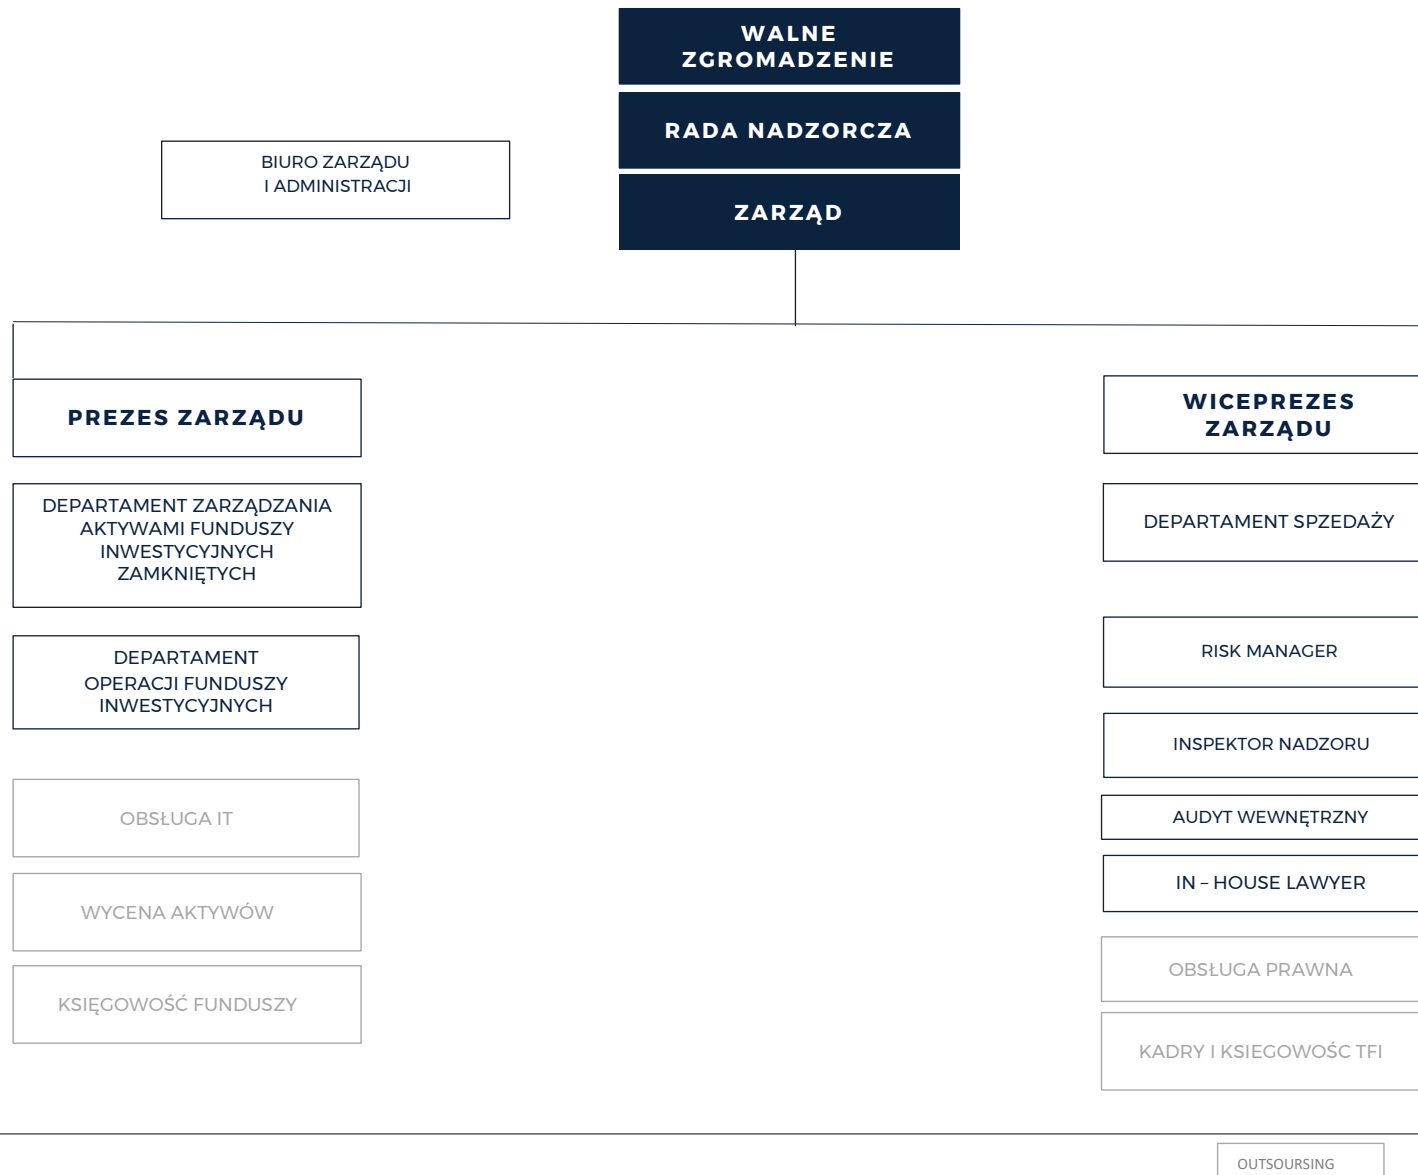 WALNE
ZGROMADZENIE
RADA NADZORCZA
ZARZĄD
BIURO ZARZĄDU
I ADMINISTRACJI
PREZES ZARZĄDU
DEPARTAMENT ZARZĄDZANIA
AKTYWAMI FUNDUSZY
INWESTYCYJNYCH
ZAMKNIĘTYCH
DEPARTAMENT
OPERACJI FUNDUSZY
INWESTYCYJNYCH
OBSŁUGA IT
WYCENA AKTYWÓW
KSIĘGOWOŚĆ FUNDUSZY
WICEPREZES
ZARZĄDU
DEPARTAMENT SPZEDAŻY
RISK MANAGER
INSPEKTOR NADZORU
AUDYT WEWNĘTRZNY
IN – HOUSE LAWYER
OBSŁUGA PRAWNA
KADRY I KSIEGOWOŚC TFI
OUTSOURSING